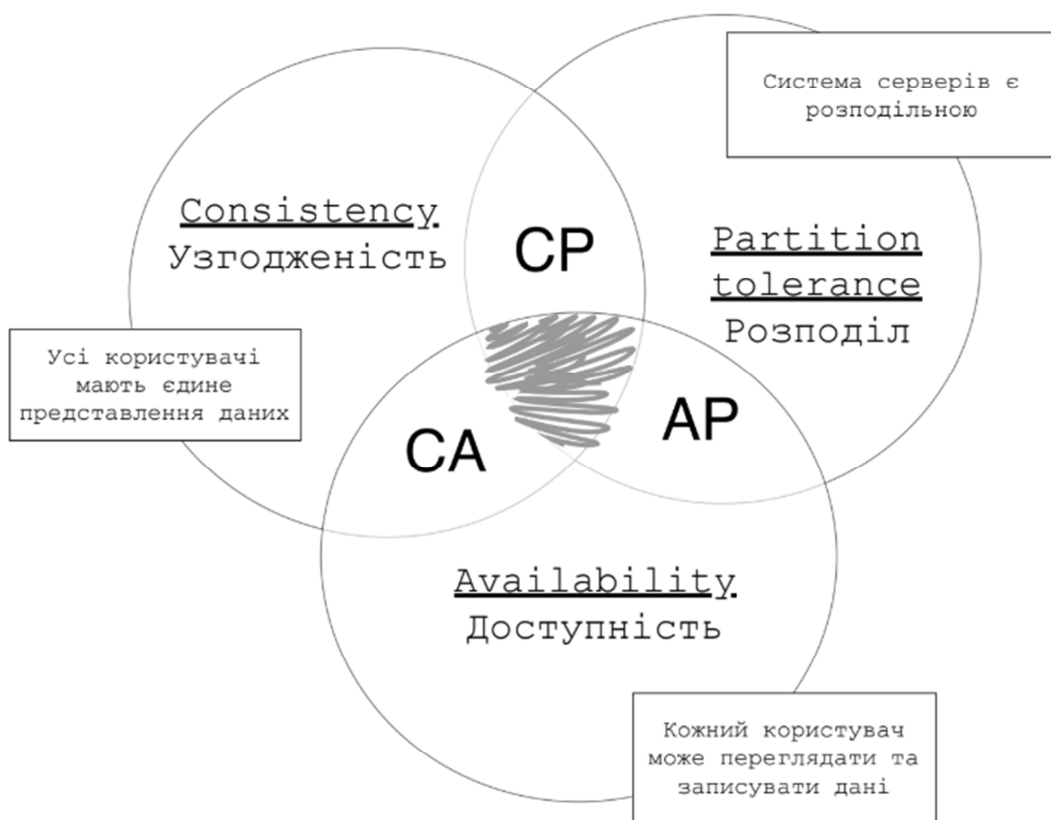 Система серверів є
розподільною
Consistency
Узгодженість
CP
Partition
tolerance
Розподіл
Усі користувачі
мають єдине
представлення даних
CA
AP
Availability
Доступність
Кожний користувач
може переглядати та
записувати дані